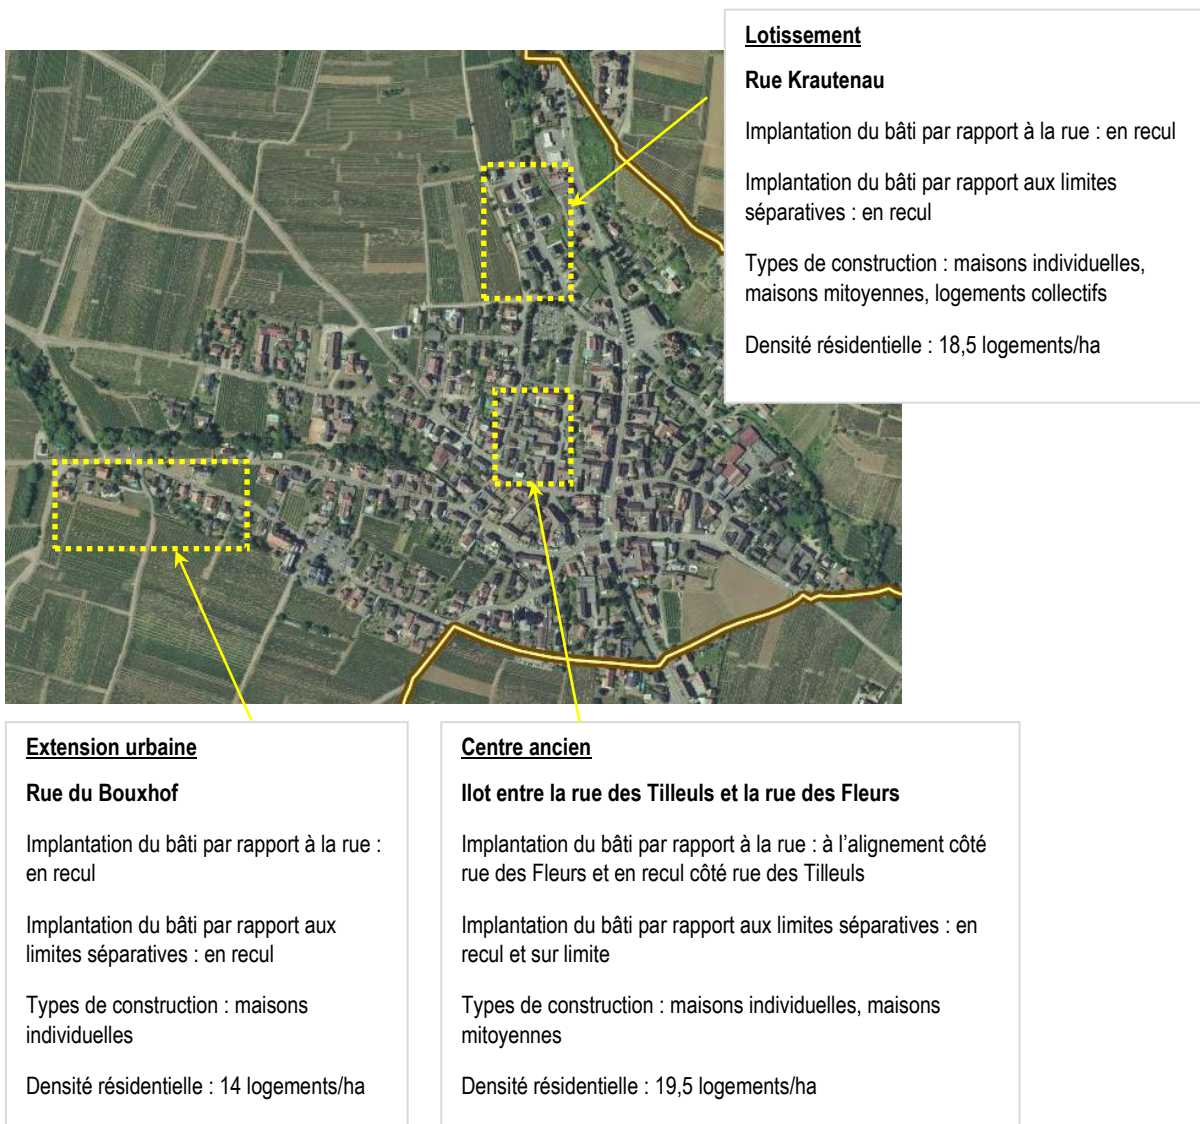 Lotissement
Rue Krautenau
Implantation du bâti par rapport à la rue : en recul
Implantation du bâti par rapport aux limites
séparatives : en recul
Types de construction : maisons individuelles,
maisons mitoyennes, logements collectifs
Densité résidentielle : 18,5 logements/ha
Extension urbaine
Rue du Bouxhof
Implantation du bâti par rapport à la rue :
en recul
Implantation du bâti par rapport aux
limites séparatives : en recul
Types de construction : maisons
individuelles
Densité résidentielle : 14 logements/ha
Centre ancien
Ilot entre la rue des Tilleuls et la rue des Fleurs
Implantation du bâti par rapport à la rue : à l’alignement côté
rue des Fleurs et en recul côté rue des Tilleuls
Implantation du bâti par rapport aux limites séparatives : en
recul et sur limite
Types de construction : maisons individuelles, maisons
mitoyennes
Densité résidentielle : 19,5 logements/ha